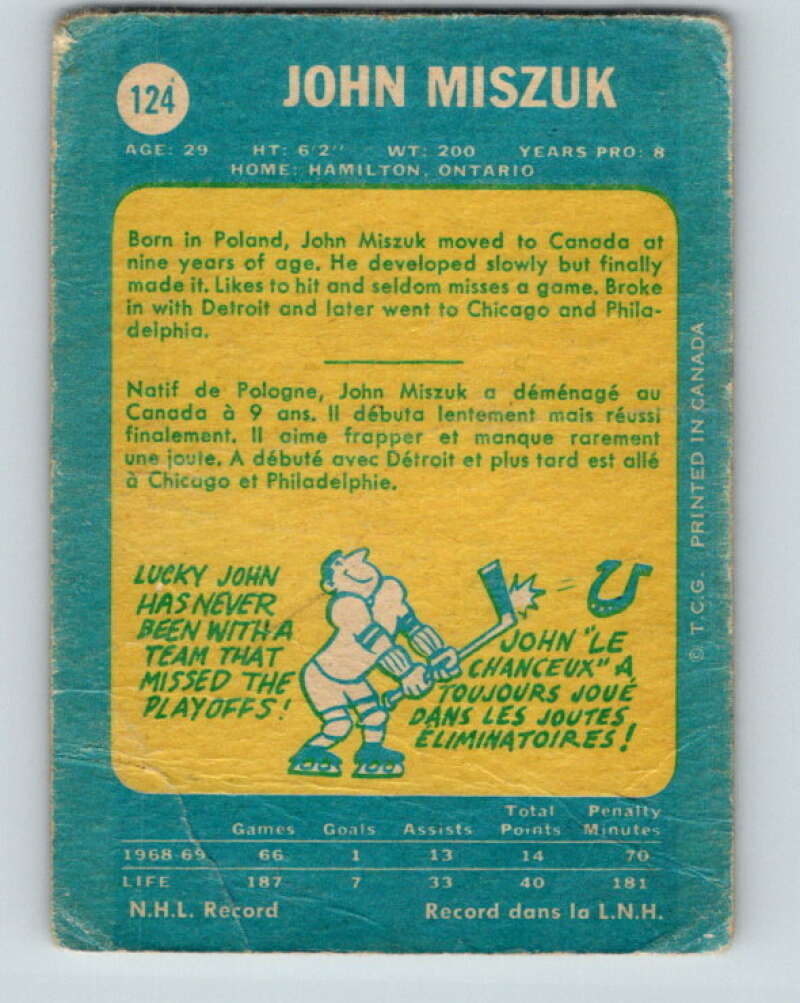 124
JOHN MISZUK
AGE: 29 HT: 6'2'' WT: 200 YEARS PRO: 8
HOME: HAMILTON, ONTARIO
Born in Poland, John Miszuk moved to Canada at
nine years of age. He developed slowly but finally
made it. Likes to hit and seldom misses a game. Broke
in with Detroit and later went to Chicago and Phila-
delphia.
Natif de Pologne, John Miszuk a déménagé au
Canada à 9 ans. Il débuta lentement mais réussi
finalement. Il aime frapper et manque rarement
une joute. A débuté avec Détroit et plus tard est allé
à Chicago et Philadelphie.
LUCKY JOHN
HAS NEVER
BEEN WITH A
TEAM THAT
MISSED THE
PLAYOFFS!
JOHN "LE
CHANCEUX" A
TOUJOURS JOUÉ
DANS LES JOUTES
ÉLIMINATOIRES!
© T.C.G. PRINTED IN CANADA
Total Penalty
Games Goals Assists Points Minutes
1968-69 66 1 13 14 70
LIFE 187 7 33 40 181
N.H.L. Record Record dans la L.N.H.